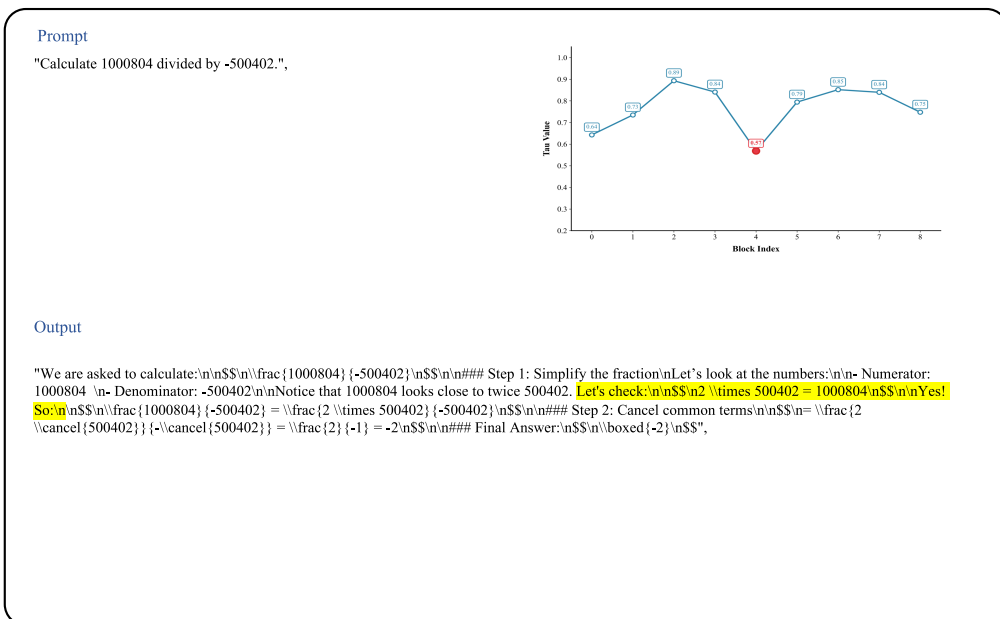 Prompt
"Calculate 1000804 divided by -500402.",
1.0
0.9
0.8
0.7
0.6
0.5
0.4
0.3
0.2
Tau Value
0.64
0.73
0.89
0.84
0.57
0.79
0.85
0.84
0.75
0 1 2 3 4 5 6 7 8
Block Index
Output
"We are asked to calculate:\n\n$$\n\\frac{1000804}{-500402}\n$$\n\n### Step 1: Simplify the fraction\nLet's look at the numbers:\n\n- Numerator:
1000804 \n- Denominator: -500402\n\nNotice that 1000804 looks close to twice 500402. Let's check:\n\n$$\n2 \\times 500402 = 1000804\n$$\n\nYes!
So:\n\n$$\n\\frac{1000804}{-500402} = \\frac{2 \\times 500402}{-500402}\n$$\n\n### Step 2: Cancel common terms\n\n$$\n= \\frac{2
\\cancel{500402}}{-\\cancel{500402}} = \\frac{2}{-1} = -2\n$$\n\n### Final Answer:\n$$\n\\boxed{-2}\n$$",